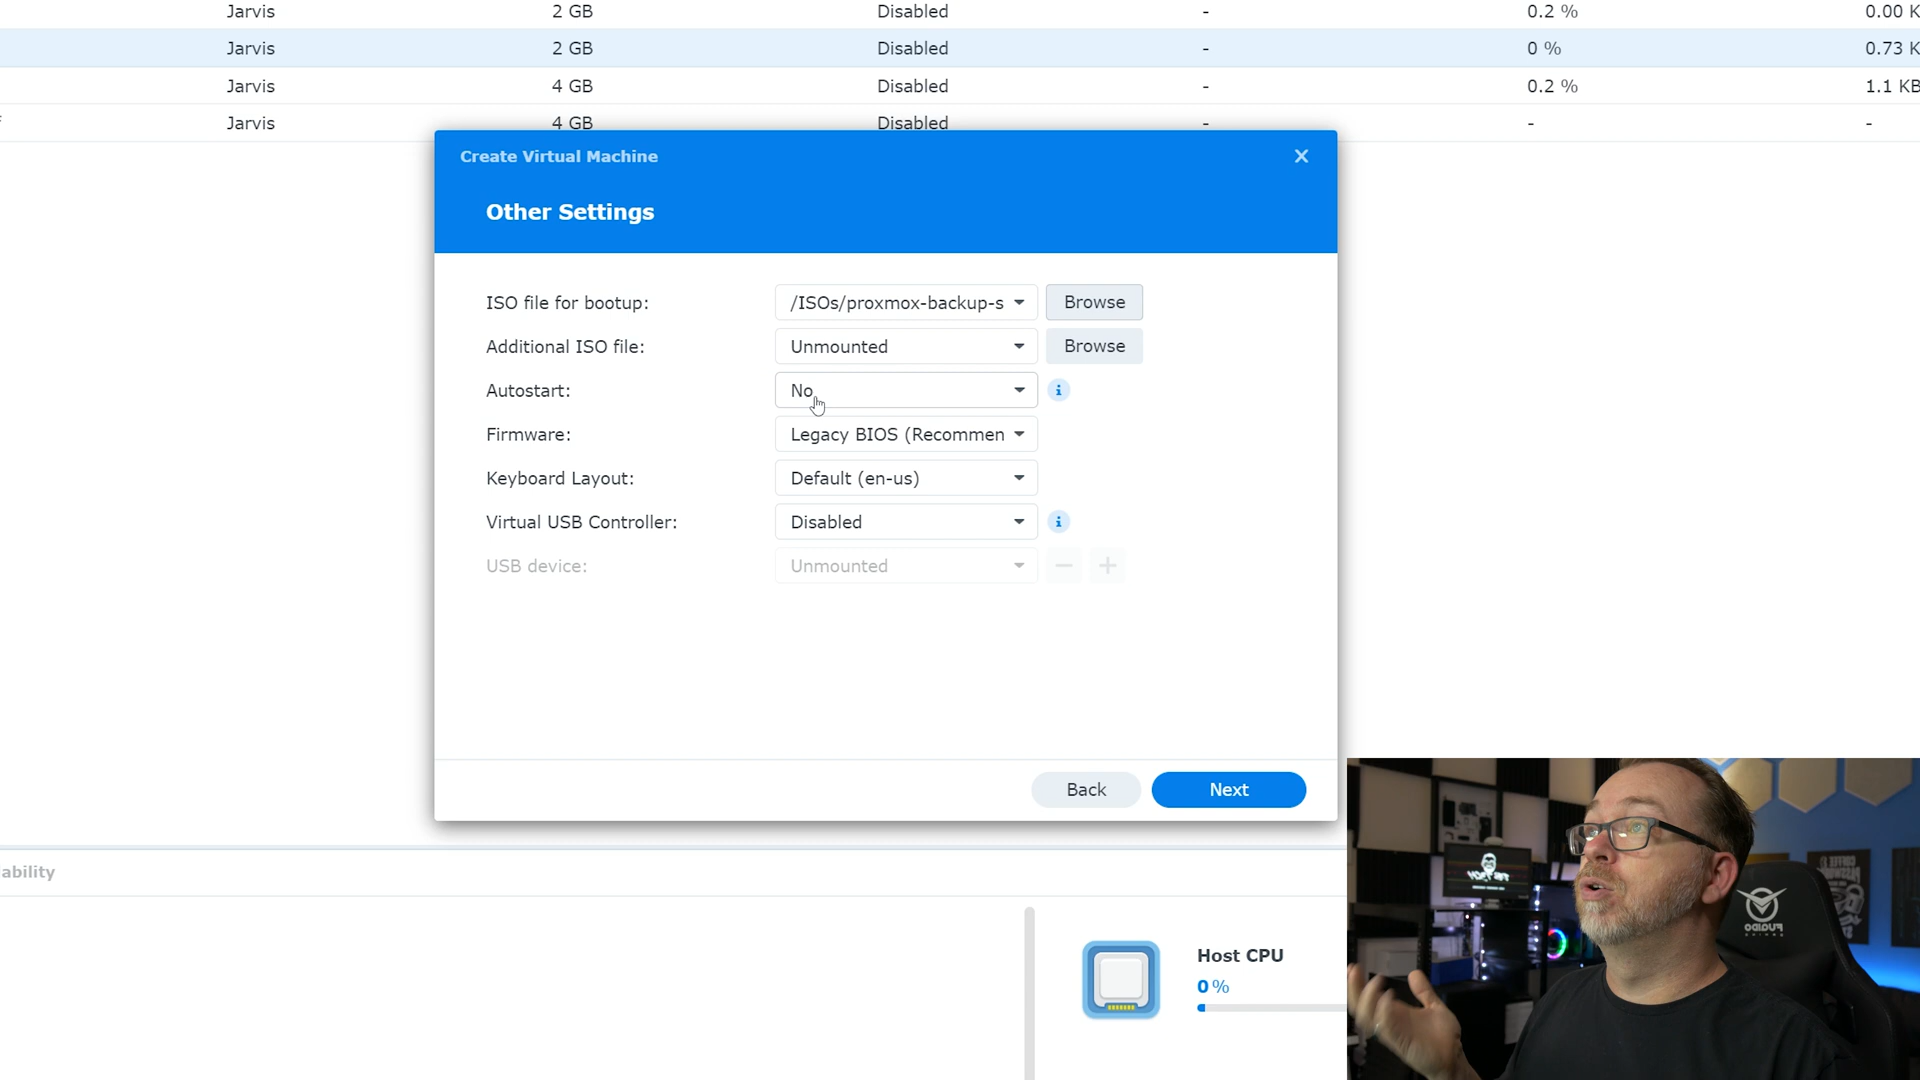 Jarvis 2 GB Disabled - 0.2 % 0.00 K
Jarvis 2 GB Disabled - 0 % 0.73 K
Jarvis 4 GB Disabled - 0.2 % 1.1 KB
Jarvis 4 GB Disabled - - -
Create Virtual Machine
Other Settings
ISO file for bootup: /ISOs/proxmox-backup-s Browse
Additional ISO file: Unmounted Browse
Autostart: No i
Firmware: Legacy BIOS (Recommen
Keyboard Layout: Default (en-us)
Virtual USB Controller: Disabled i
USB device: Unmounted − +
Back Next
ability
Host CPU
0 %